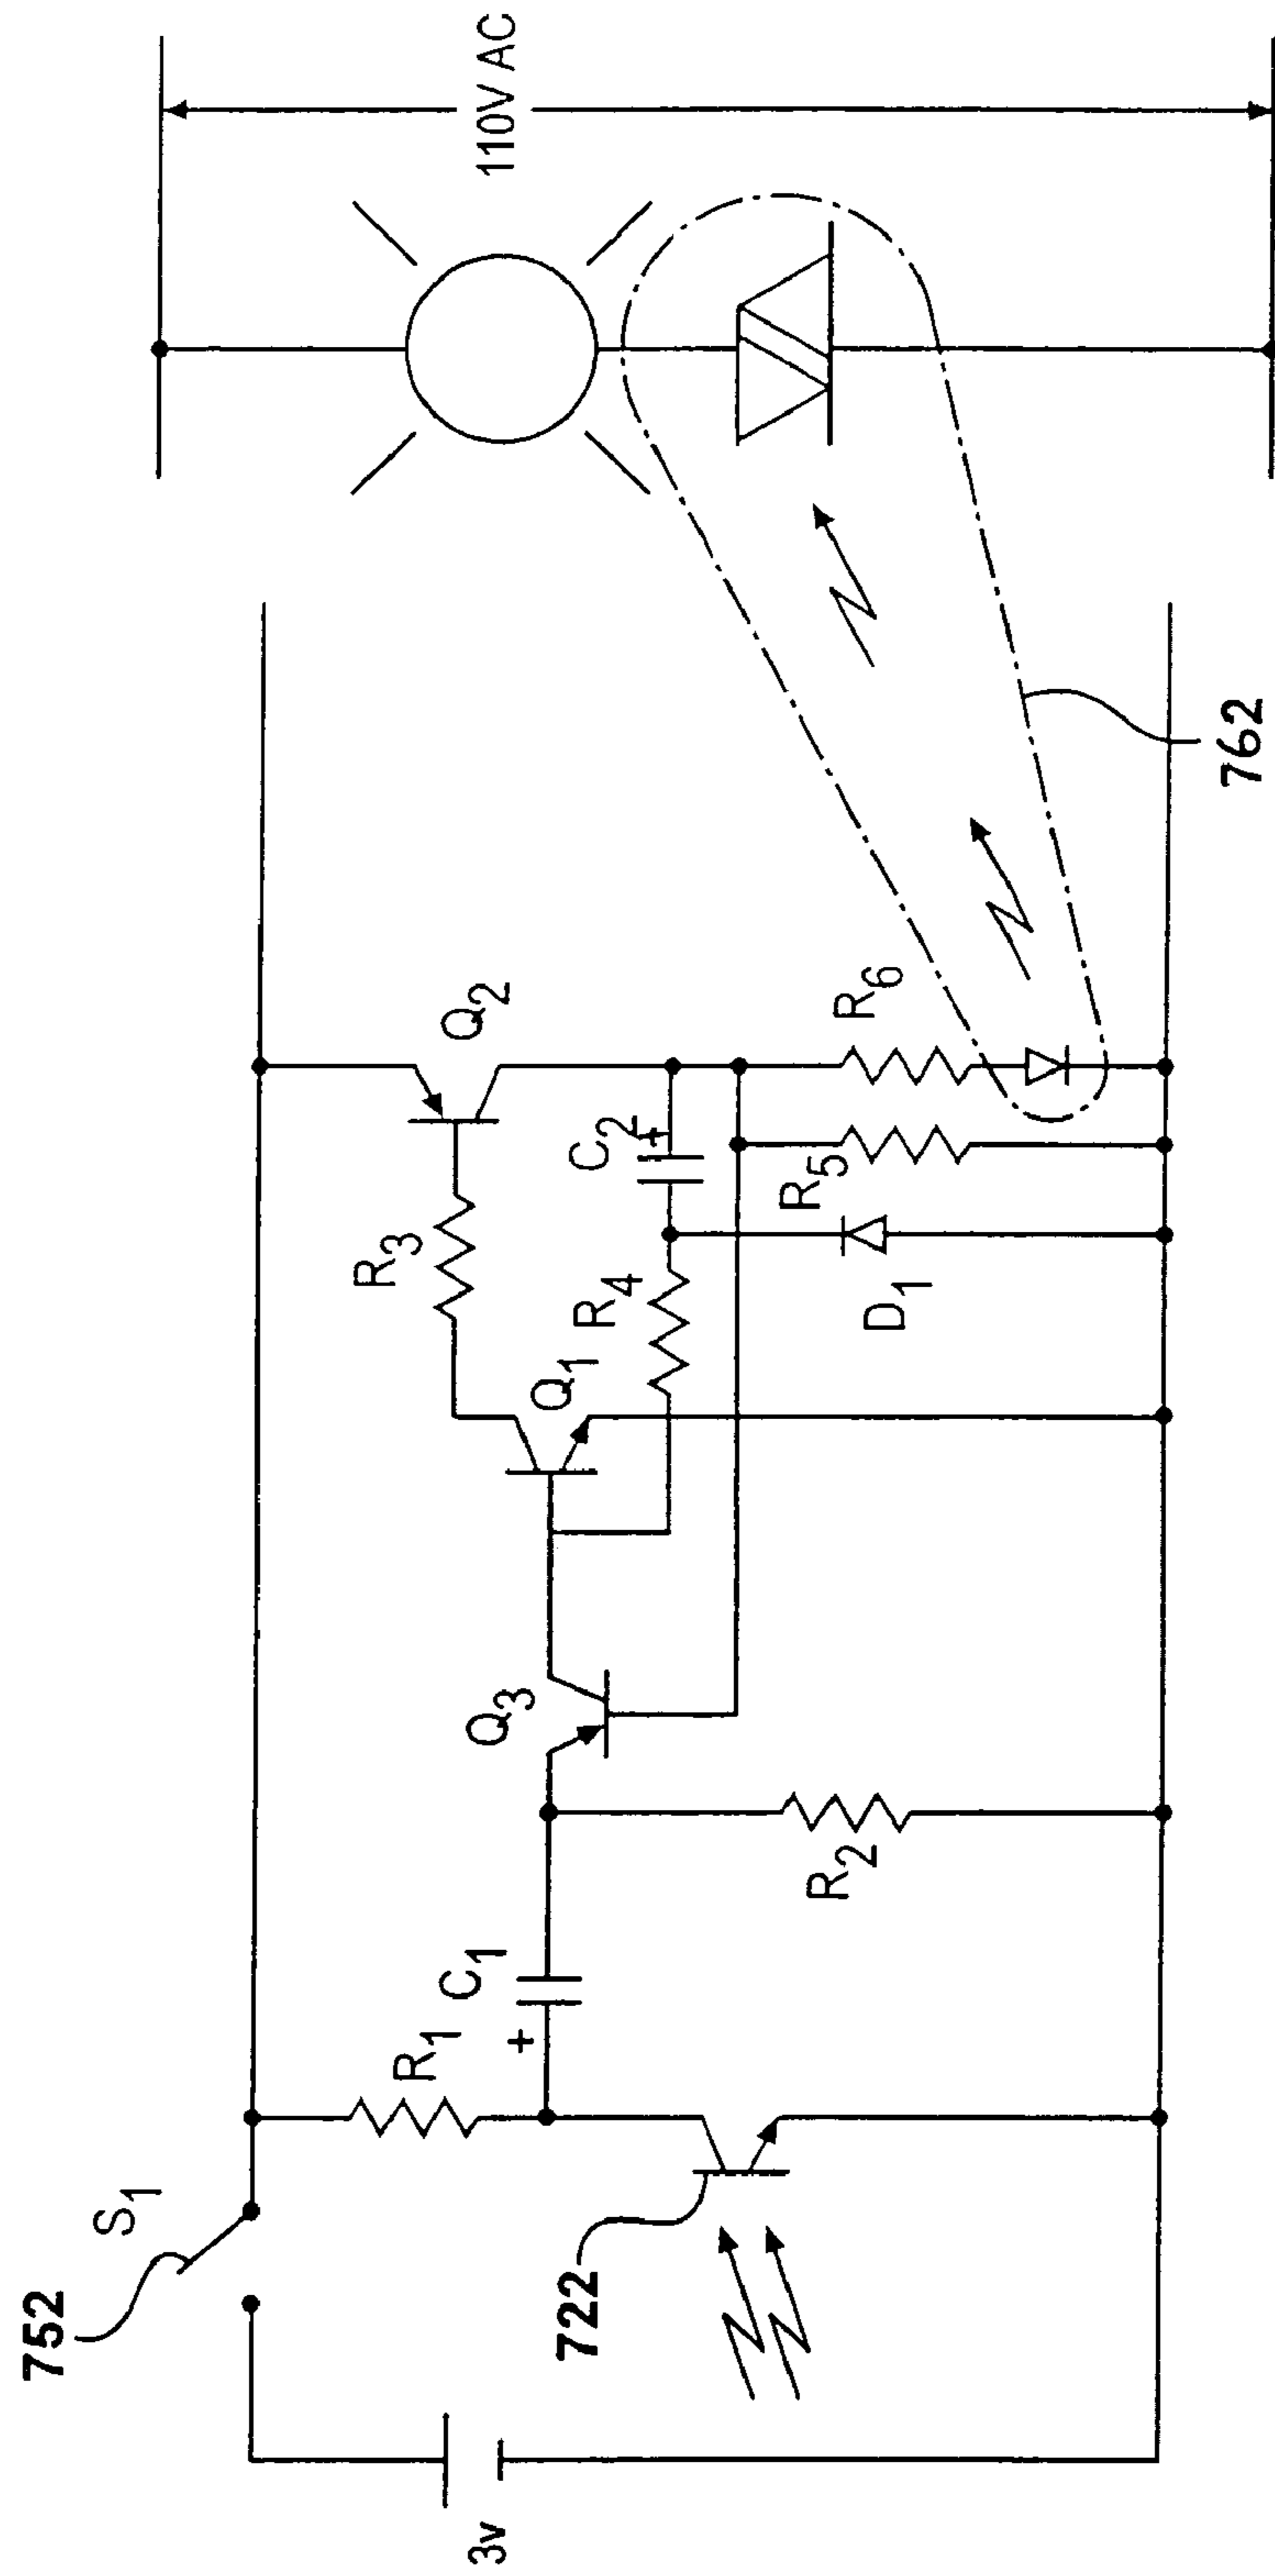 752
S1
3v
R1
C1
+
722
R2
Q3
Q1
R3
R4
Q2
C2
+
D1
R5
R6
762
110V AC